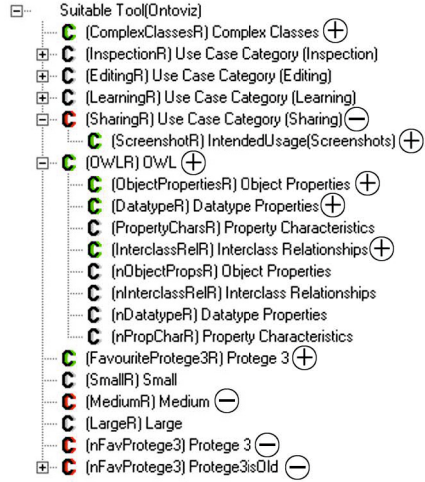 Suitable Tool(Ontoviz)
C (ComplexClassesR) Complex Classes +
C (InspectionR) Use Case Category (Inspection)
C (EditingR) Use Case Category (Editing)
C (LearningR) Use Case Category (Learning)
C (SharingR) Use Case Category (Sharing) −
C (ScreenshotR) IntendedUsage(Screenshots) +
C (OWLR) OWL +
C (ObjectPropertiesR) Object Properties +
C (DatatypeR) Datatype Properties +
C (PropertyCharsR) Property Characteristics
C (InterclassRelR) Interclass Relationships +
C (nObjectPropsR) Object Properties
C (nInterclassRelR) Interclass Relationships
C (nDatatypeR) Datatype Properties
C (nPropCharR) Property Characteristics
C (FavouriteProtege3R) Protege 3 +
C (SmallR) Small
C (MediumR) Medium −
C (LargeR) Large
C (nFavProtege3) Protege 3 −
C (nFavProtege3) Protege3isOld −